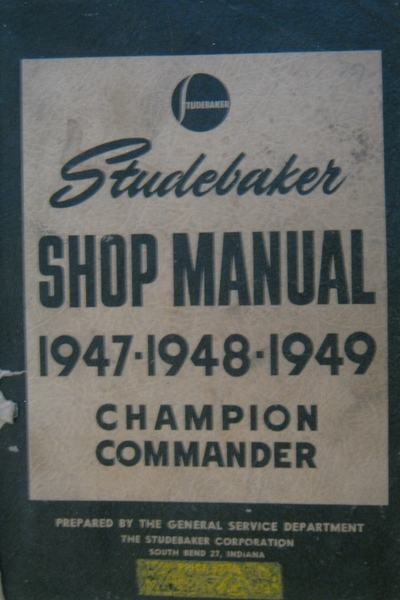 STUDEBAKER
Studebaker
SHOP MANUAL
1947·1948·1949
CHAMPION
COMMANDER
PREPARED BY THE GENERAL SERVICE DEPARTMENT
THE STUDEBAKER CORPORATION
SOUTH BEND 27, INDIANA
PRICE